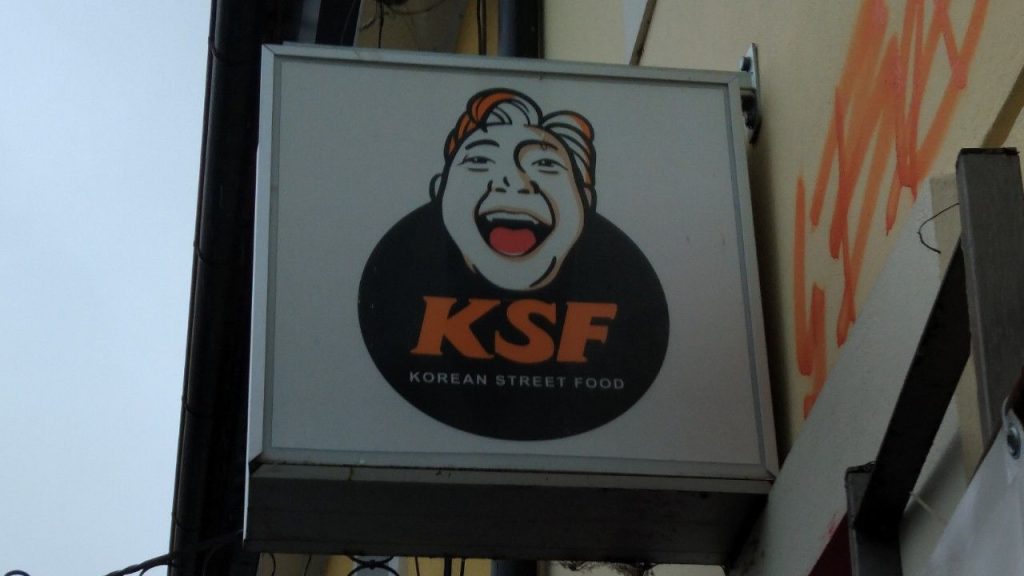 KSF
KOREAN STREET FOOD